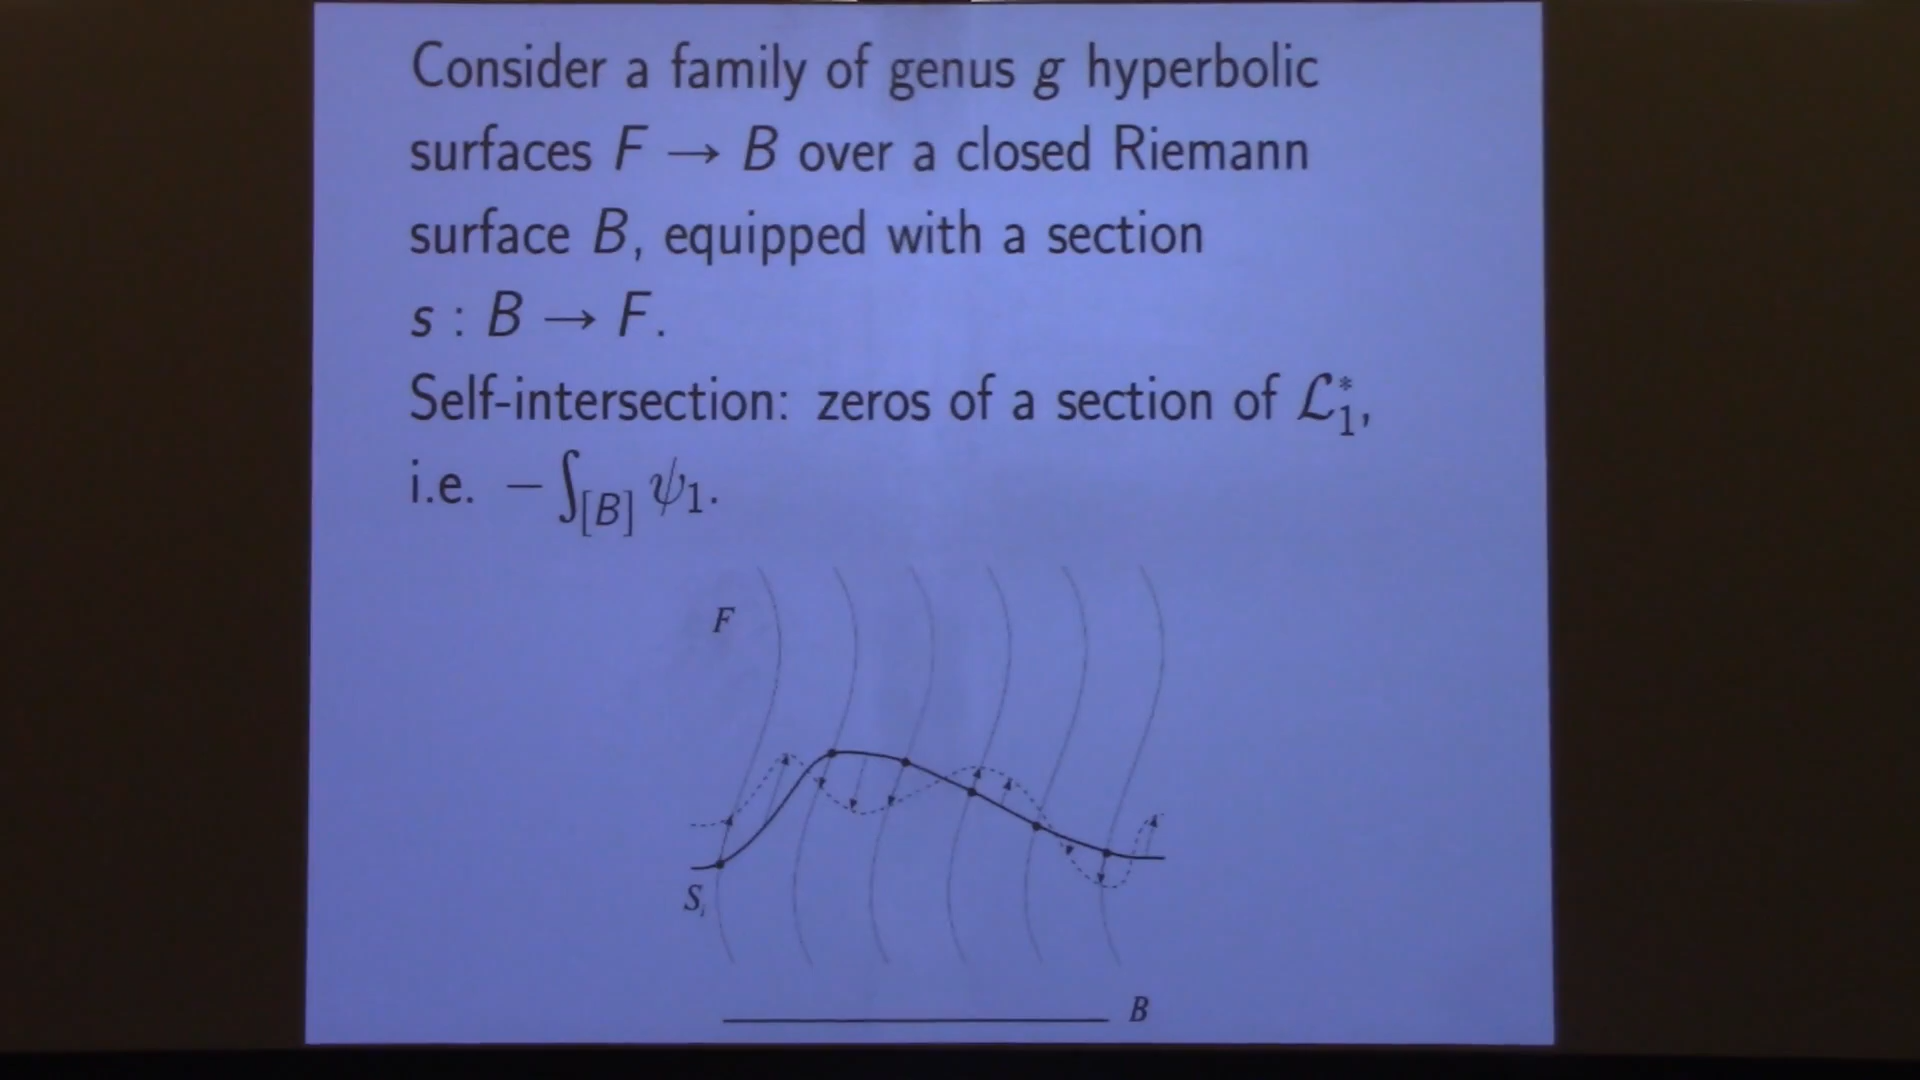 Consider a family of genus g hyperbolic
surfaces F → B over a closed Riemann
surface B, equipped with a section
s : B → F.
Self-intersection: zeros of a section of ℒ₁*,
i.e. − ∫_[B] ψ₁.
F
Sᵢ
B